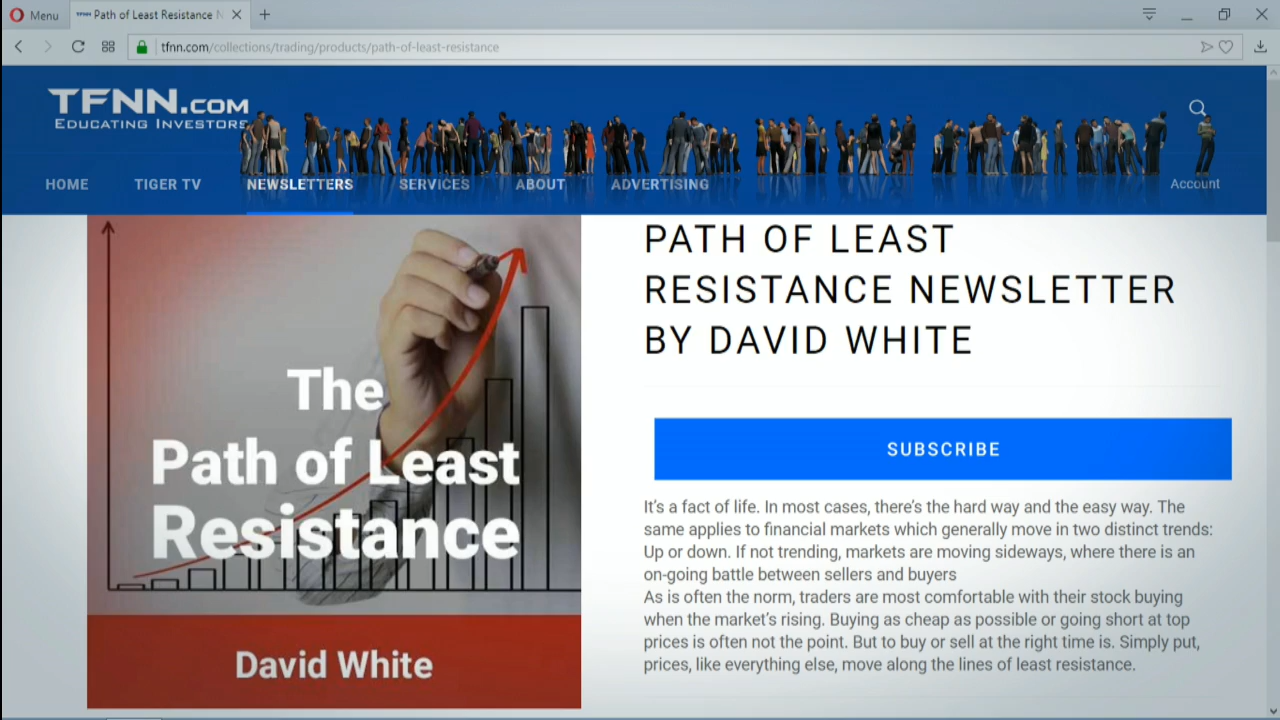 Menu
Path of Least Resistance N
tfnn.com/collections/trading/products/path-of-least-resistance
TFNN.COM
EDUCATING INVESTORS
HOME
TIGER TV
NEWSLETTERS
SERVICES
ABOUT
ADVERTISING
Account
The
Path of Least
Resistance
David White
PATH OF LEAST
RESISTANCE NEWSLETTER
BY DAVID WHITE
SUBSCRIBE
It's a fact of life. In most cases, there's the hard way and the easy way. The
same applies to financial markets which generally move in two distinct trends:
Up or down. If not trending, markets are moving sideways, where there is an
on-going battle between sellers and buyers
As is often the norm, traders are most comfortable with their stock buying
when the market's rising. Buying as cheap as possible or going short at top
prices is often not the point. But to buy or sell at the right time is. Simply put,
prices, like everything else, move along the lines of least resistance.